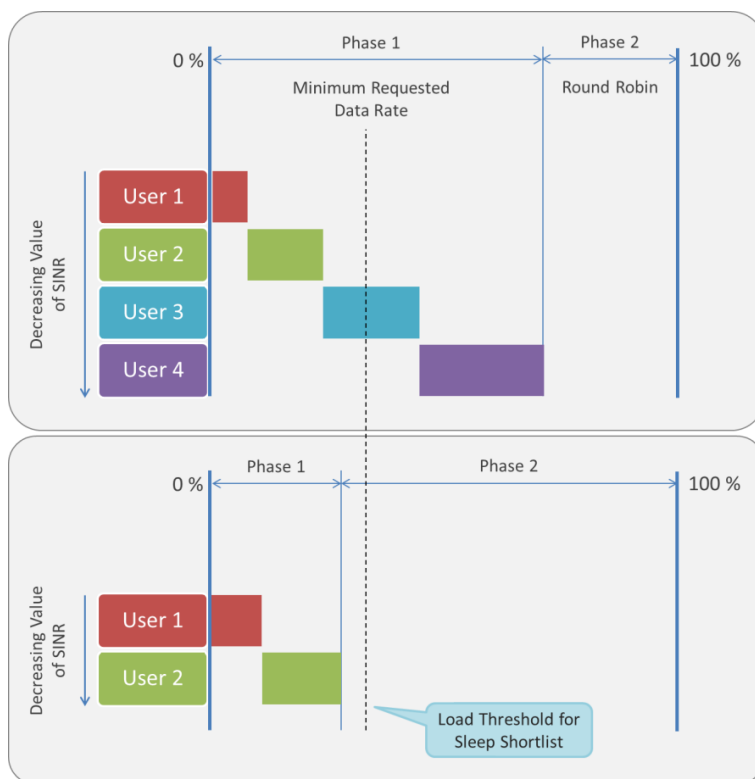 Phase 1
Phase 2
0 %
100 %
Minimum Requested
Data Rate
Round Robin
Decreasing Value
of SINR
User 1
User 2
User 3
User 4
Phase 1
Phase 2
0 %
100 %
Decreasing Value
of SINR
User 1
User 2
Load Threshold for
Sleep Shortlist